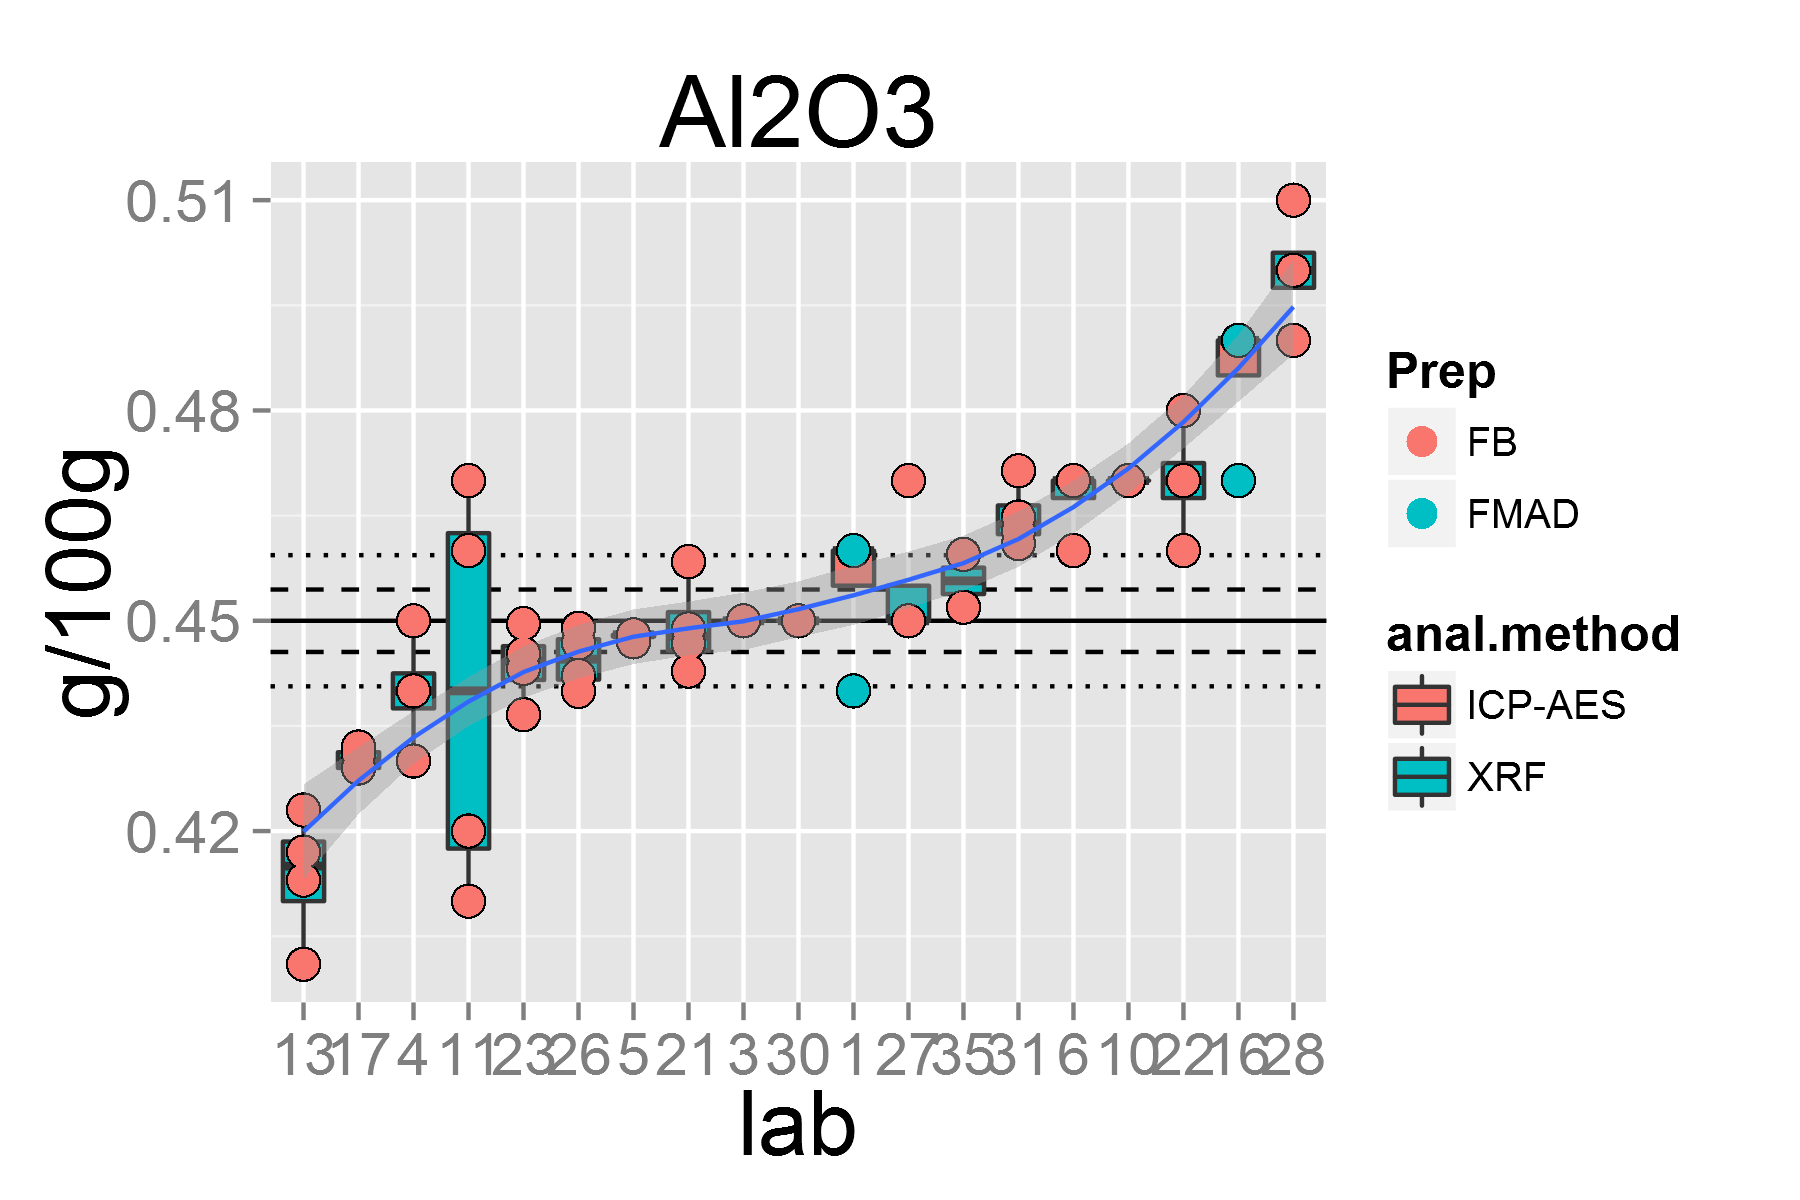 Al2O3
0.51
0.48
0.45
0.42
g/100g
13 17 4 11 23 26 5 21 3 30 1 27 35 31 6 10 22 16 28
lab
Prep
FB
FMAD
anal.method
ICP-AES
XRF